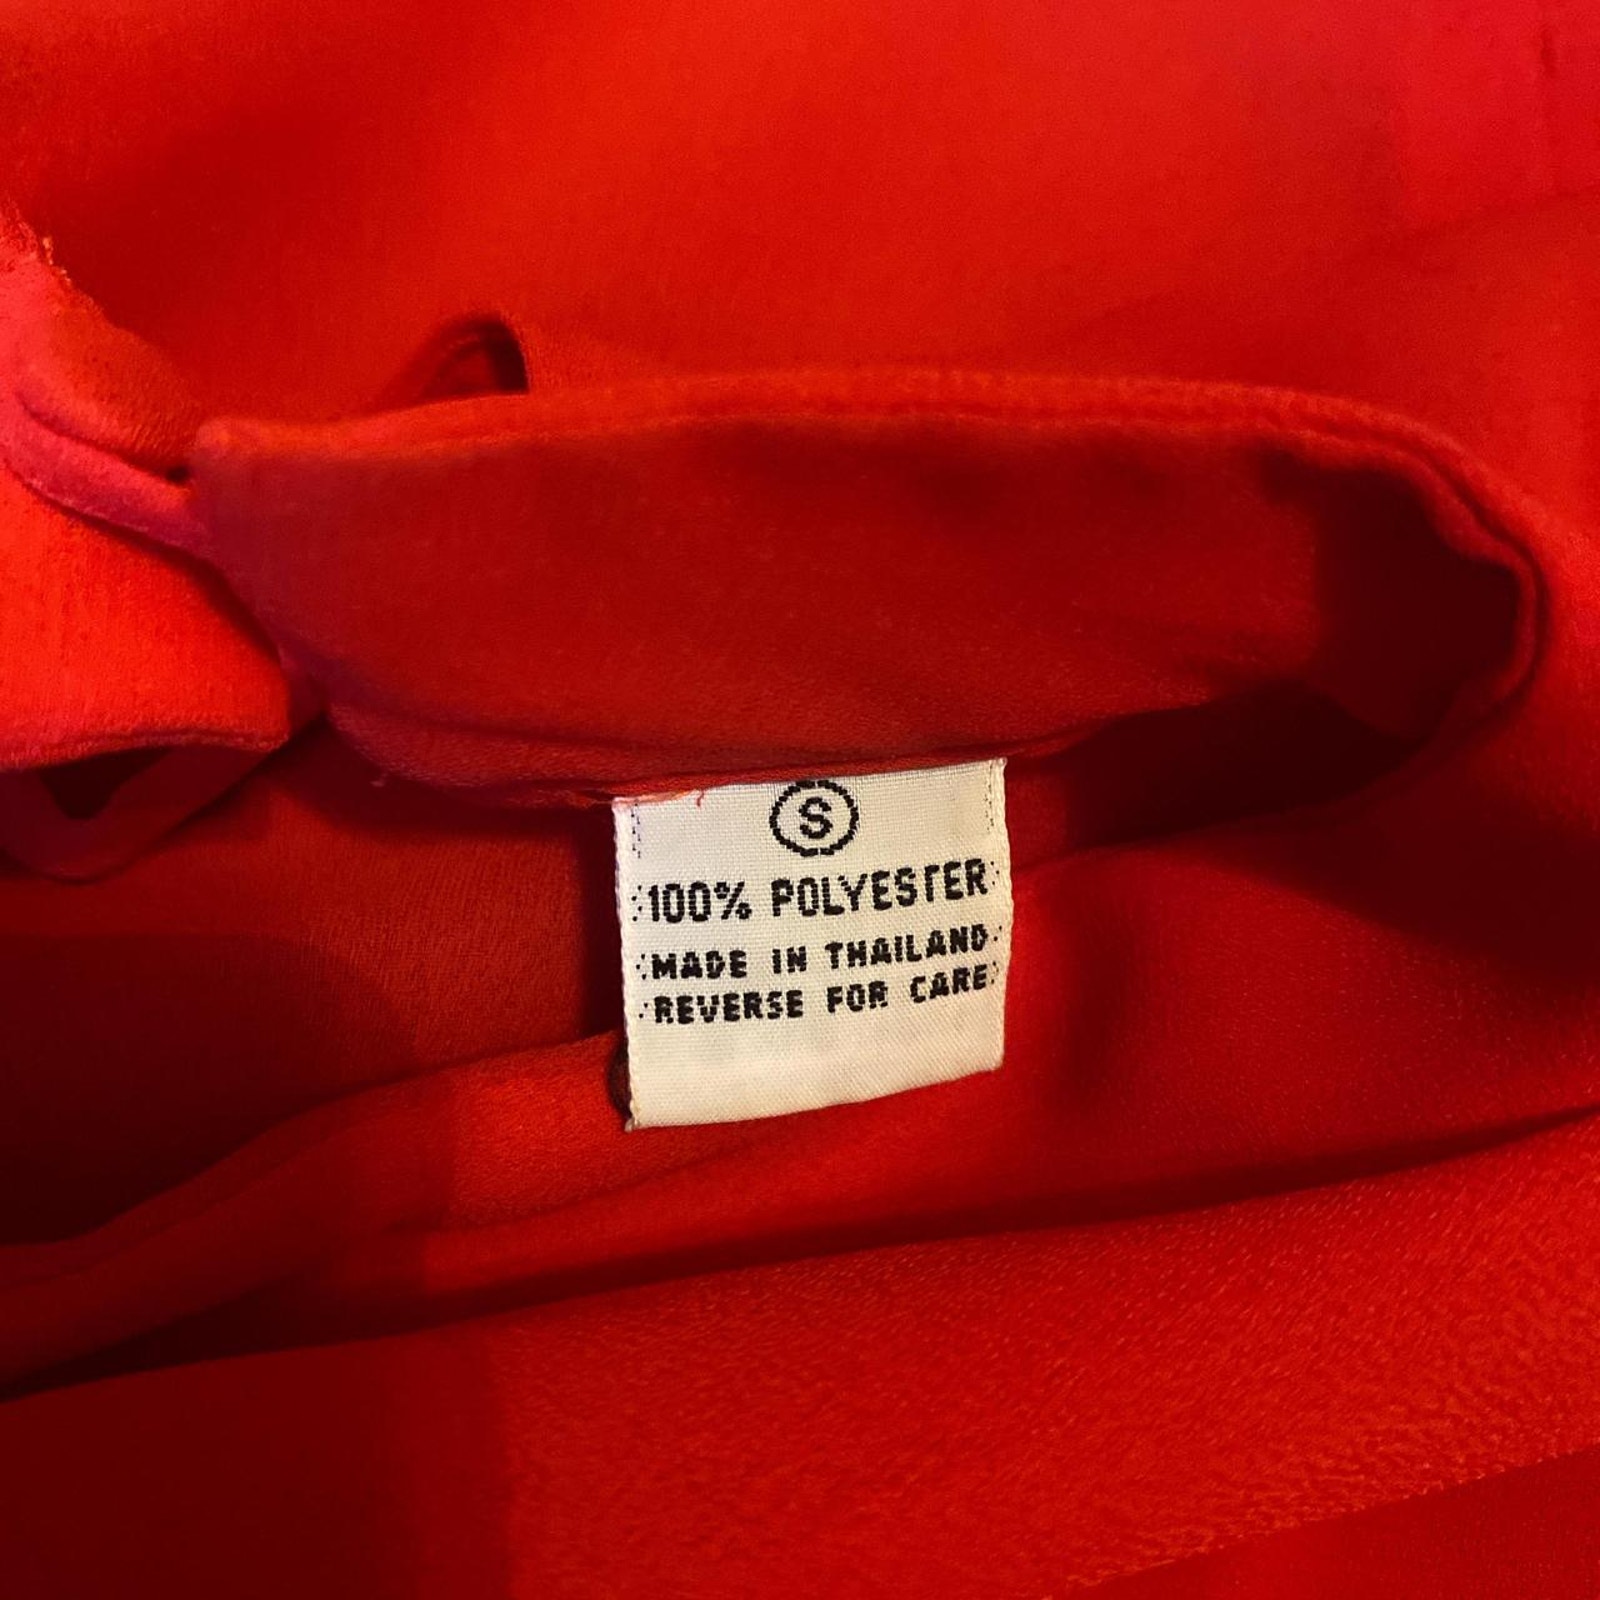 S
100% POLYESTER
MADE IN THAILAND
REVERSE FOR CARE